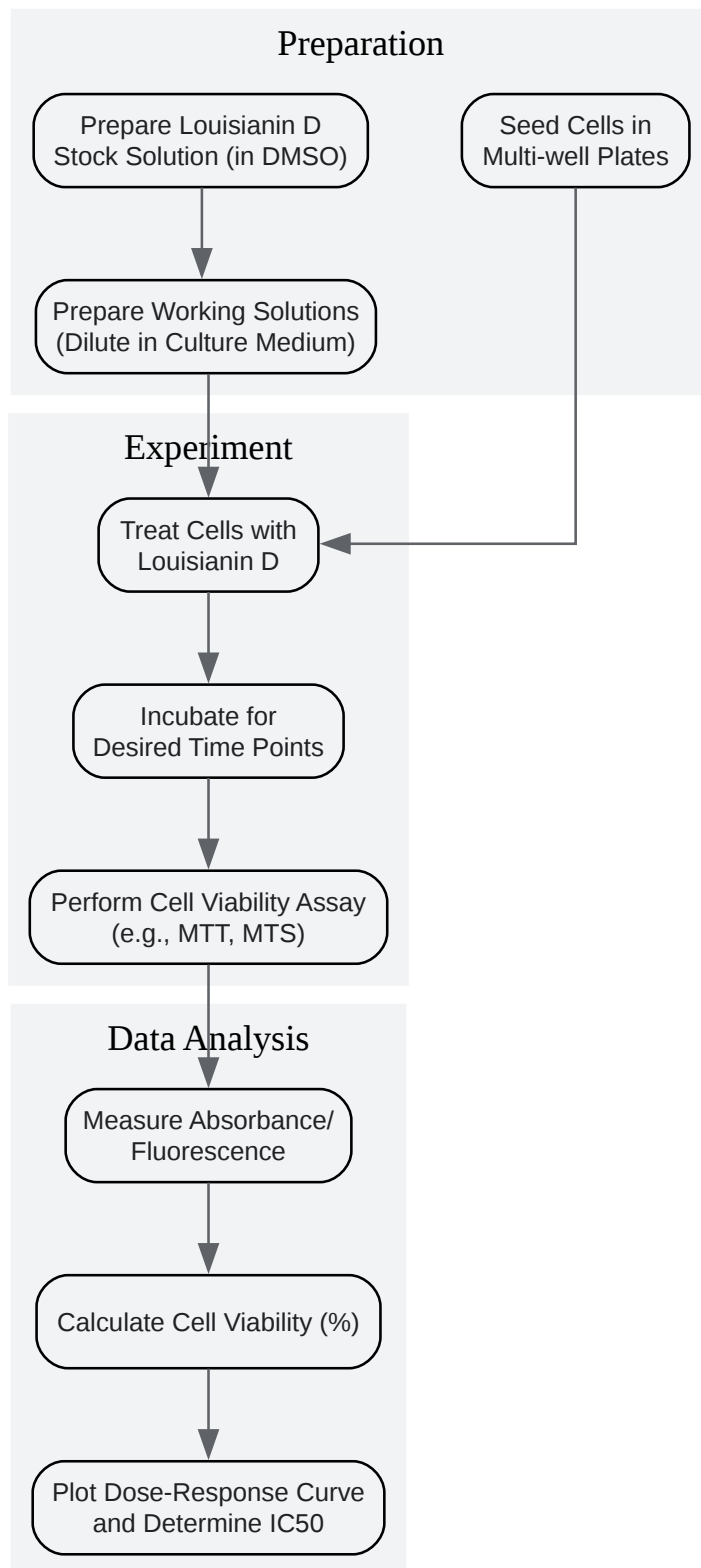 Preparation
Prepare Louisianin D
Stock Solution (in DMSO)
Seed Cells in
Multi-well Plates
Prepare Working Solutions
(Dilute in Culture Medium)
Experiment
Treat Cells with
Louisianin D
Incubate for
Desired Time Points
Perform Cell Viability Assay
(e.g., MTT, MTS)
Data Analysis
Measure Absorbance/
Fluorescence
Calculate Cell Viability (%)
Plot Dose-Response Curve
and Determine IC50